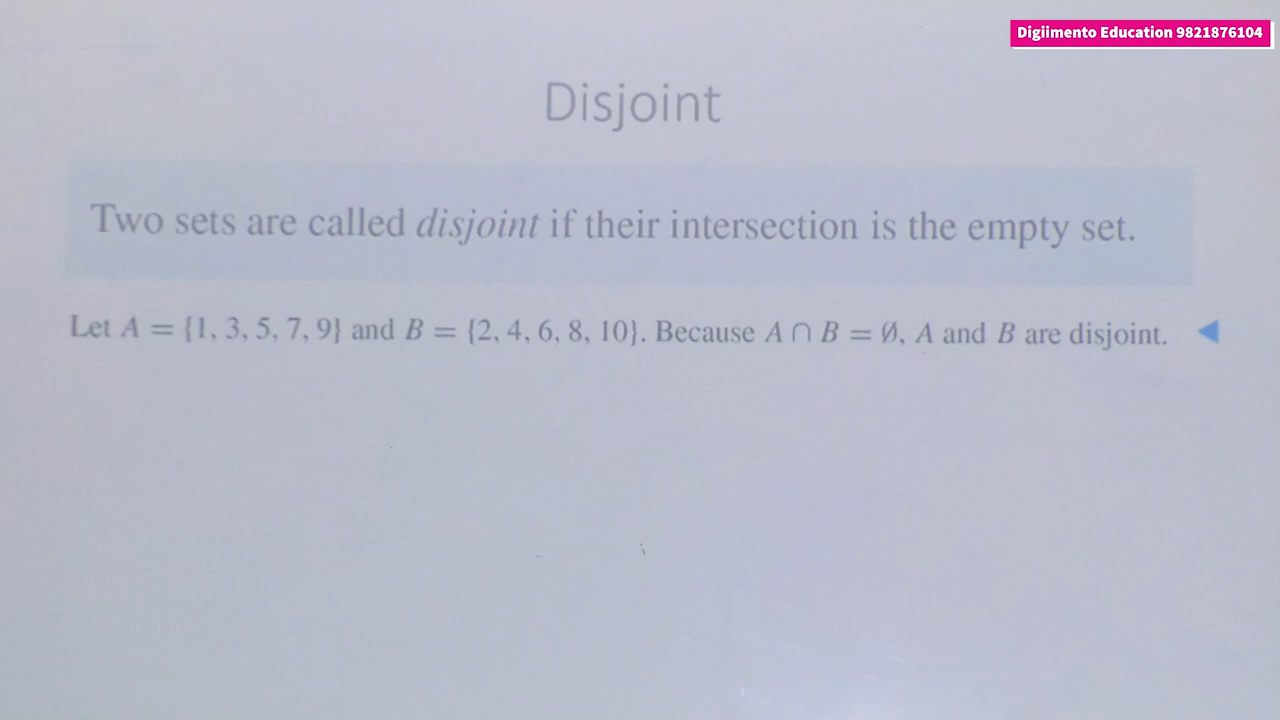 Digiimento Education 9821876104
Disjoint
Two sets are called disjoint if their intersection is the empty set.
Let A = {1, 3, 5, 7, 9} and B = {2, 4, 6, 8, 10}. Because A ∩ B = ∅, A and B are disjoint.